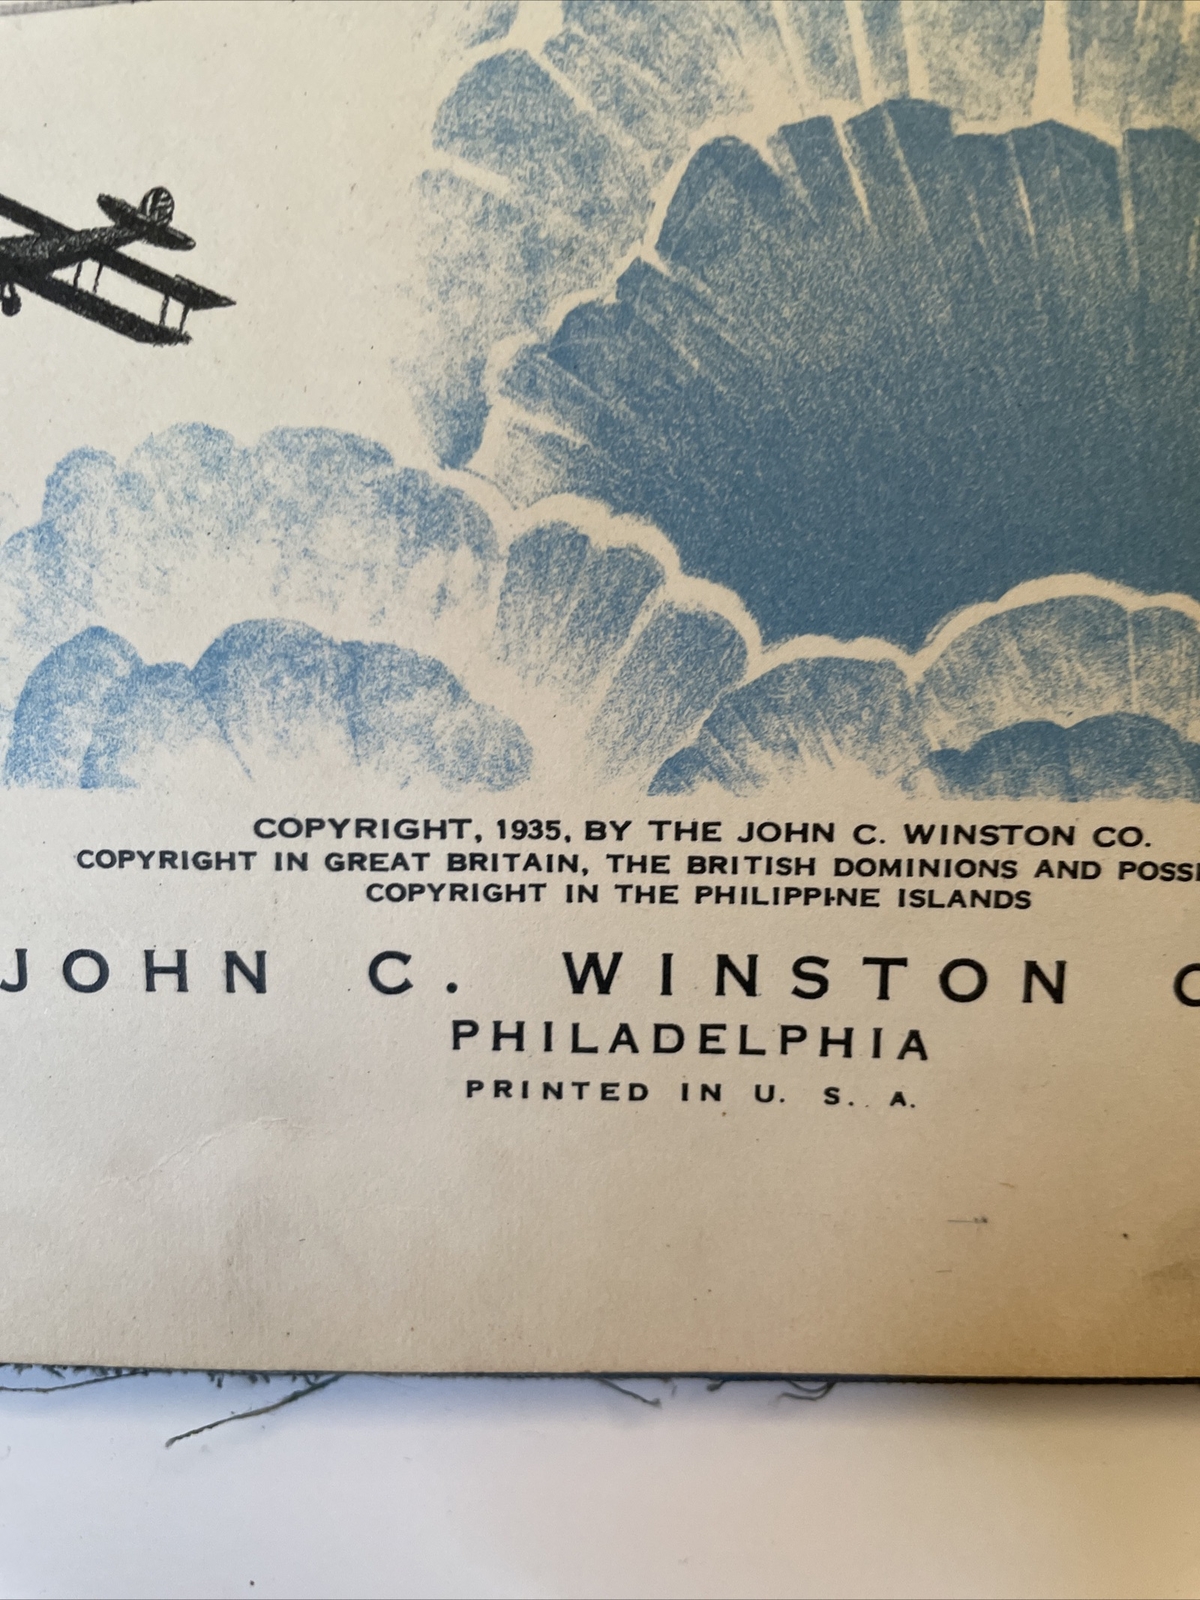 COPYRIGHT, 1935, BY THE JOHN C. WINSTON CO.
COPYRIGHT IN GREAT BRITAIN, THE BRITISH DOMINIONS AND
COPYRIGHT IN THE PHILIPPINE ISLANDS
JOHN C. WINSTON
PHILADELPHIA
PRINTED IN U. S. A.